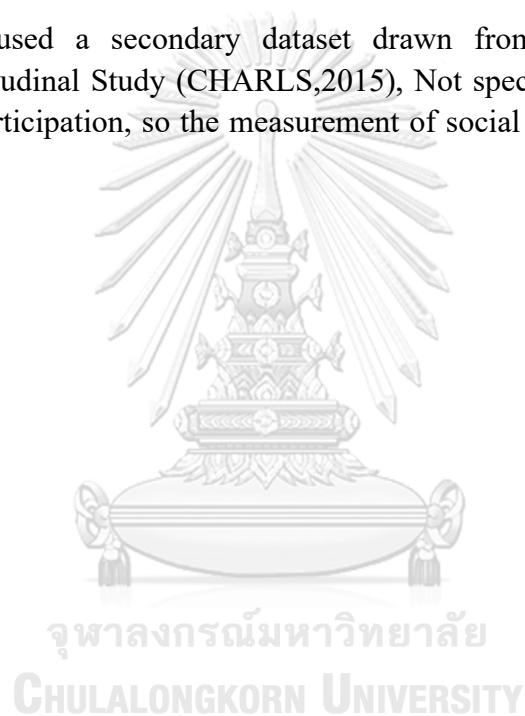 used a secondary dataset drawn from
udinal Study (CHARLS,2015), Not spec
rticipation, so the measurement of social
จุฬาลงกรณ์มหาวิทยาลัย
CHULALONGKORN UNIVERSITY